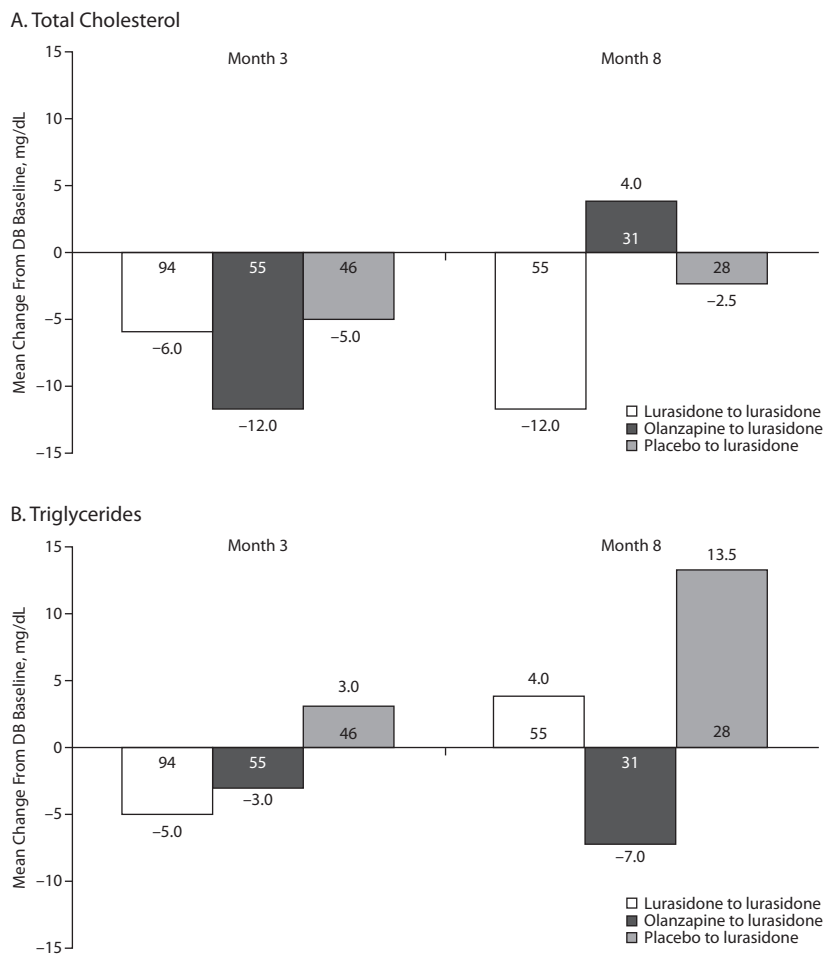 A. Total Cholesterol
Month 3
Month 8
Mean Change From DB Baseline, mg/dL
15
10
5
0
–5
–10
–15
94
55
46
–6.0
–12.0
–5.0
4.0
55
31
28
–12.0
–2.5
Lurasidone to lurasidone
Olanzapine to lurasidone
Placebo to lurasidone
B. Triglycerides
Month 3
Month 8
Mean Change From DB Baseline, mg/dL
15
10
5
0
–5
–10
–15
3.0
94
55
46
–5.0
–3.0
13.5
4.0
55
31
28
–7.0
Lurasidone to lurasidone
Olanzapine to lurasidone
Placebo to lurasidone